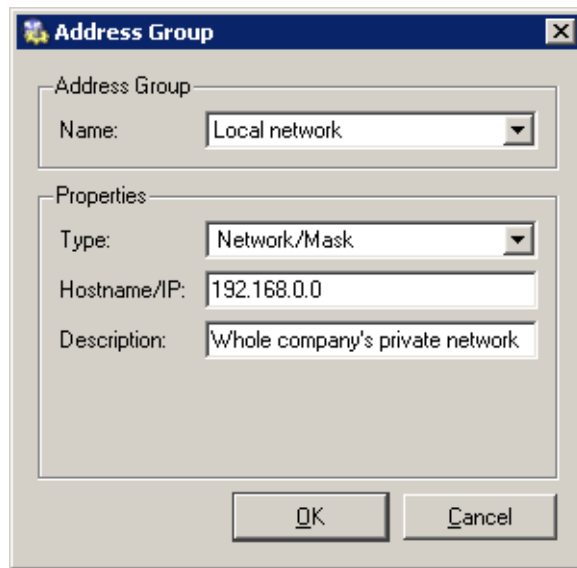 Address Group
Address Group
Name: Local network
Properties
Type: Network/Mask
Hostname/IP: 192.168.0.0
Description: Whole company's private network
OK Cancel